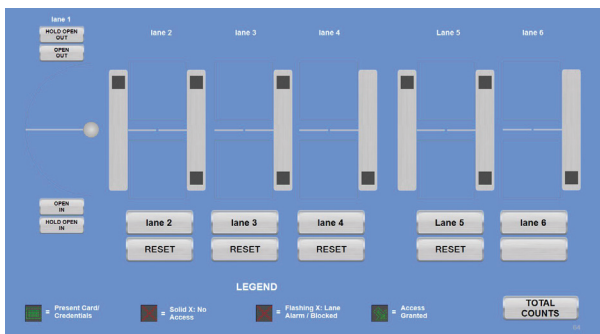 lane 1
HOLD OPEN
OUT
OPEN
OUT
lane 2
lane 3
lane 4
Lane 5
lane 6
OPEN
IN
HOLD OPEN
IN
lane 2
lane 3
lane 4
Lane 5
lane 6
RESET
RESET
RESET
RESET
LEGEND
= Present Card/
Credentials
= Solid X: No
Access
= Flashing X: Lane
Alarm / Blocked
= Access
Granted
TOTAL
COUNTS